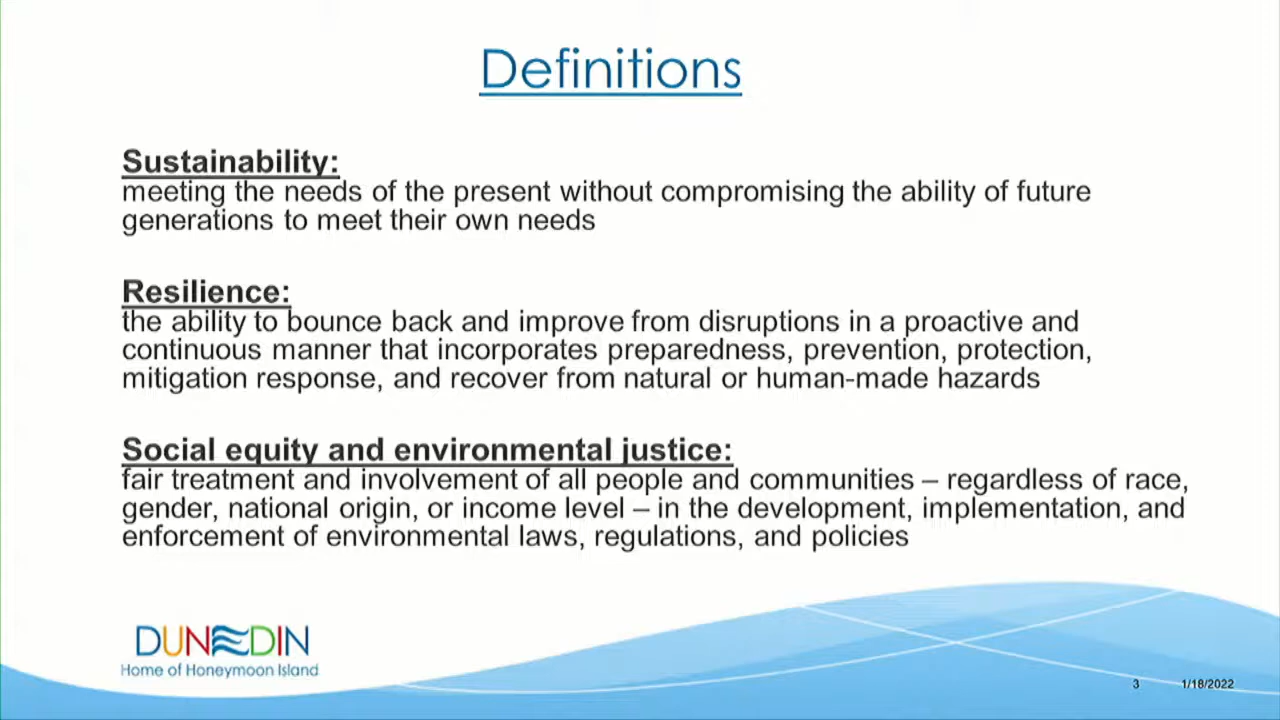 Definitions
Sustainability:
meeting the needs of the present without compromising the ability of future
generations to meet their own needs
Resilience:
the ability to bounce back and improve from disruptions in a proactive and
continuous manner that incorporates preparedness, prevention, protection,
mitigation response, and recover from natural or human-made hazards
Social equity and environmental justice:
fair treatment and involvement of all people and communities – regardless of race,
gender, national origin, or income level – in the development, implementation, and
enforcement of environmental laws, regulations, and policies
DUNEDIN
Home of Honeymoon Island
3 1/18/2022